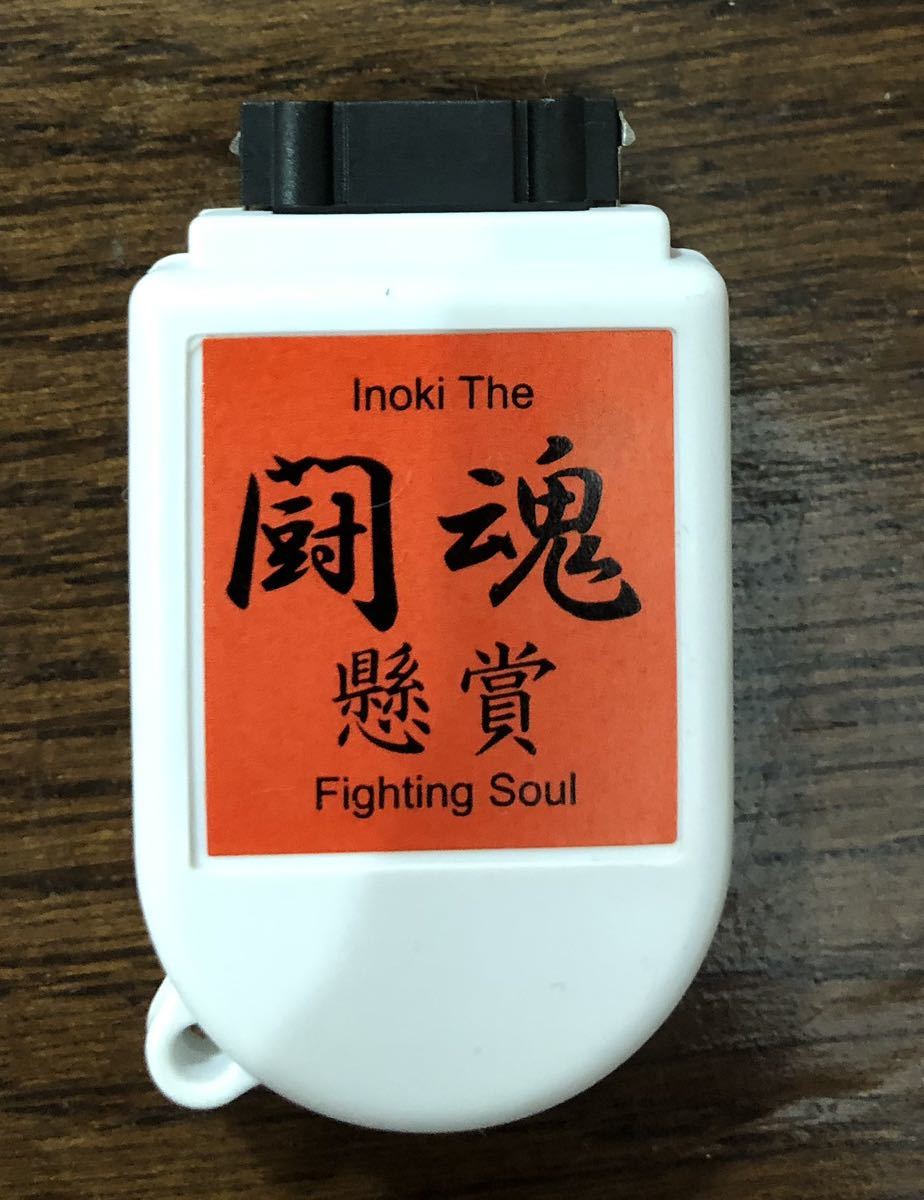 Inoki The
闘魂
懸賞
Fighting Soul